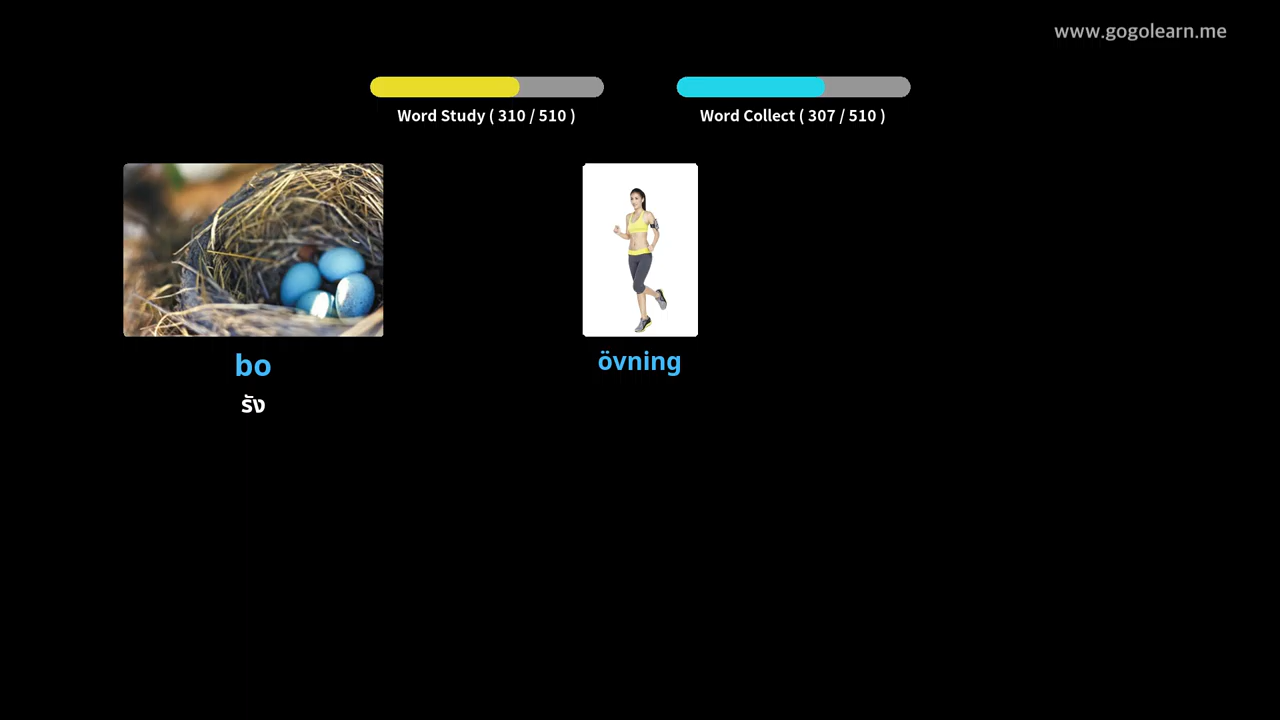 www.gogolearn.me
Word Study ( 310 / 510 )
Word Collect ( 307 / 510 )
bo
รัง
övning